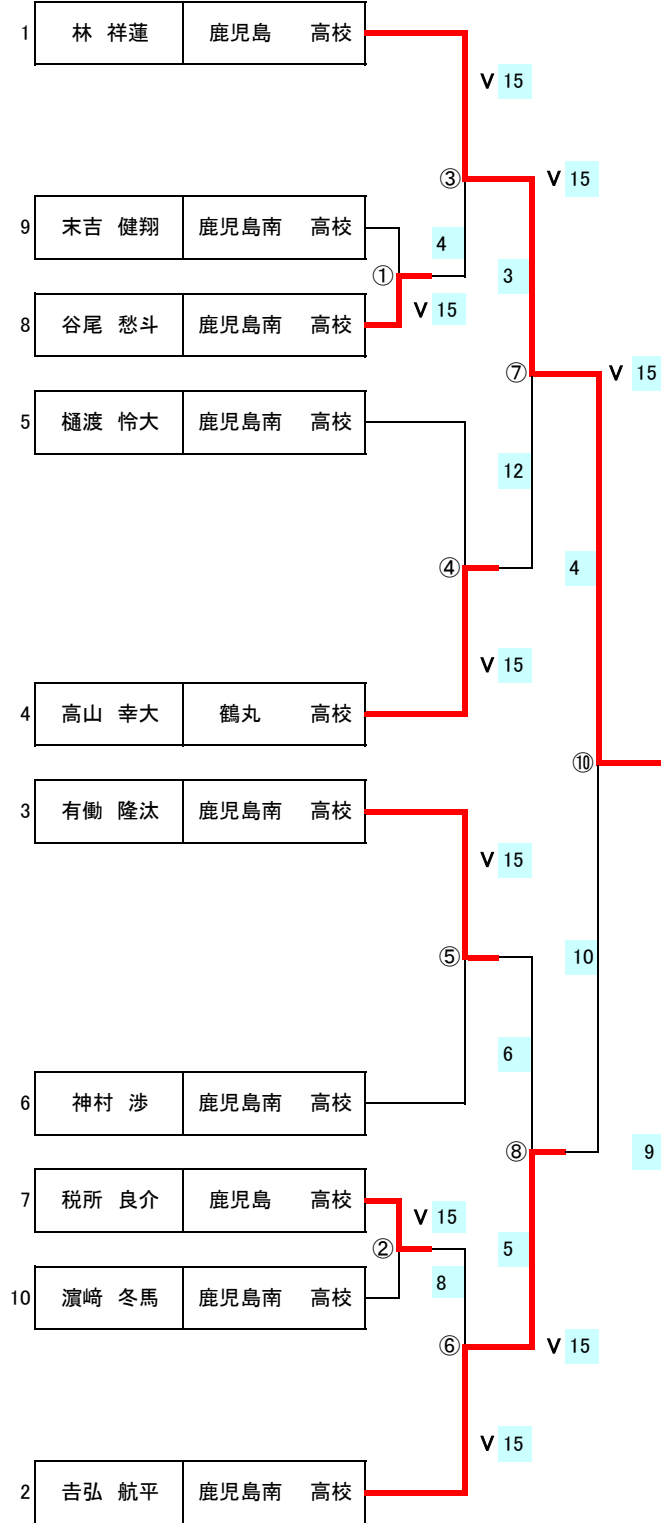 1 林 祥蓮 鹿児島 高校
V 15
③ V 15
9 末吉 健翔 鹿児島南 高校
4
① 3
V 15
8 谷尾 愁斗 鹿児島南 高校
⑦ V 15
5 樋渡 怜大 鹿児島南 高校
12
④ 4
V 15
4 高山 幸大 鶴丸 高校
⑩
3 有働 隆汰 鹿児島南 高校
V 15
⑤ 10
6
6 神村 渉 鹿児島南 高校
⑧ 9
7 税所 良介 鹿児島 高校
V 15
② 5
8
10 濵﨑 冬馬 鹿児島南 高校
⑥ V 15
V 15
2 吉弘 航平 鹿児島南 高校